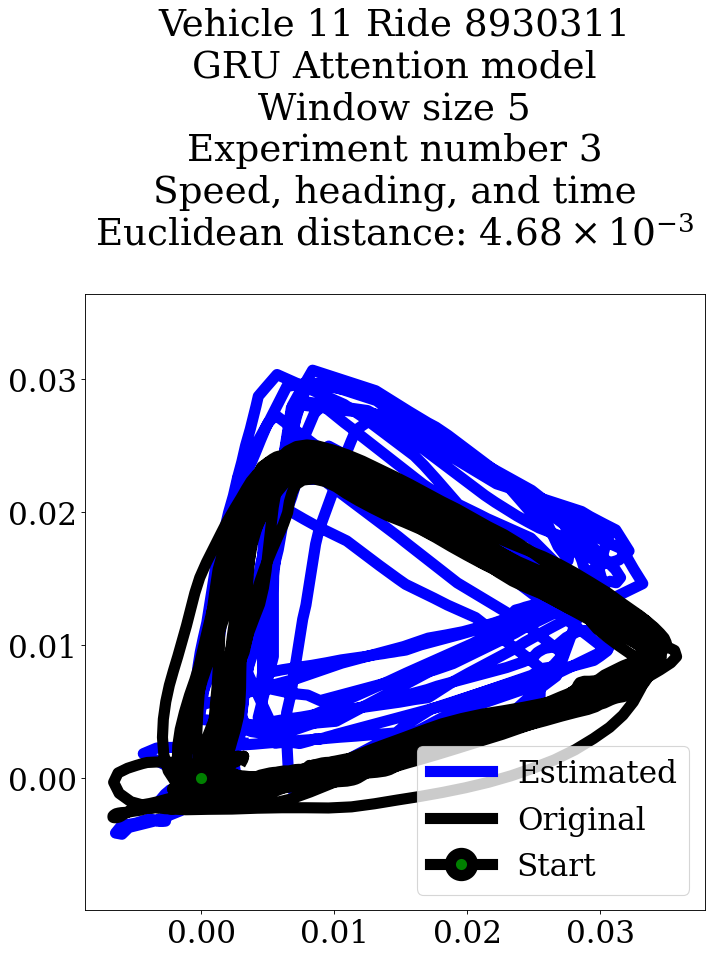 Vehicle 11 Ride 8930311
GRU Attention model
Window size 5
Experiment number 3
Speed, heading, and time
Euclidean distance: 4.68 × 10⁻³
0.03
0.02
0.01
0.00
Estimated
Original
Start
0.00 0.01 0.02 0.03